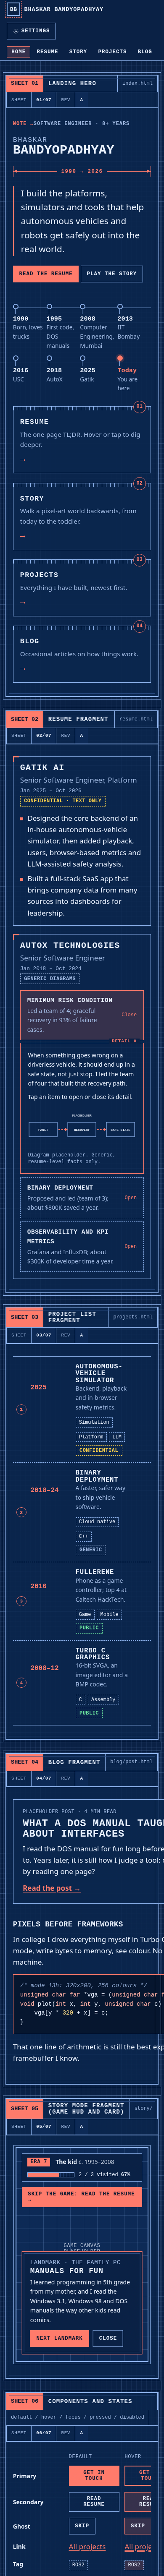 BB BHASKAR BANDYOPADHYAY
SETTINGS
HOME RESUME STORY PROJECTS BLOG
SHEET 01 LANDING HERO index.html
SHEET 01/07 REV A
NOTE SOFTWARE ENGINEER · 8+ YEARS
BHASKAR
BANDYOPADHYAY
1990 – 2026
I build the platforms,
simulators and tools that help
autonomous vehicles and
robots get safely out into the
real world.
READ THE RESUME PLAY THE STORY
1990 1995 2008 2013
Born, loves trucks
First code, DOS manuals
Computer Engineering, Mumbai
IIT Bombay
2016 2018 2025 Today
USC AutoX Gatik You are here
01
RESUME
The one-page TL;DR. Hover or tap to dig
deeper.
→
02
STORY
Walk a pixel-art world backwards, from
today to the toddler.
→
03
PROJECTS
Everything I have built, newest first.
→
04
BLOG
Occasional articles on how things work.
→
SHEET 02 RESUME FRAGMENT resume.html
SHEET 02/07 REV A
GATIK AI
Senior Software Engineer, Platform
Jan 2025 – Oct 2026
CONFIDENTIAL · TEXT ONLY
Designed the core backend of an
in-house autonomous-vehicle
simulator, then added playback,
users, browser-based metrics and
LLM-assisted safety analysis.
Built a full-stack SaaS app that
brings company data from many
sources into dashboards for
leadership.
AUTOX TECHNOLOGIES
Senior Software Engineer
Jan 2018 – Oct 2024
GENERIC DIAGRAMS
MINIMUM RISK CONDITION
Led a team of 4; graceful
recovery in 93% of failure
cases.
Close
DETAIL A
When something goes wrong on a
driverless vehicle, it should end up in a
safe state, not just stop. I led the team
of four that built that recovery path.
Tap an item to open or close its detail.
PLACEHOLDER
FAULT RECOVERY SAFE STATE
Diagram placeholder. Generic,
resume-level facts only.
BINARY DEPLOYMENT
Proposed and led (team of 3);
about $800K saved a year.
Open
OBSERVABILITY AND KPI
METRICS
Grafana and InfluxDB; about
$300K of developer time a year.
Open
SHEET 03 PROJECT LIST FRAGMENT projects.html
SHEET 03/07 REV A
1 2025
AUTONOMOUS-
VEHICLE
SIMULATOR
Backend, playback
and in-browser
safety metrics.
Simulation
Platform LLM
CONFIDENTIAL
2 2018–24
BINARY
DEPLOYMENT
A faster, safer way
to ship vehicle
software.
Cloud native
C++
GENERIC
3 2016
FULLERENE
Phone as a game
controller; top 4 at
Caltech HackTech.
Game Mobile
PUBLIC
4 2008–12
TURBO C
GRAPHICS
16-bit SVGA, an
image editor and a
BMP codec.
C Assembly
PUBLIC
SHEET 04 BLOG FRAGMENT blog/post.html
SHEET 04/07 REV A
PLACEHOLDER POST · 4 MIN READ
WHAT A DOS MANUAL TAUG
ABOUT INTERFACES
I read the DOS manual for fun long before
to. Years later, it is still how I judge a tool:
by reading one page?
Read the post →
PIXELS BEFORE FRAMEWORKS
In college I drew everything myself in Turbo
mode, write bytes to memory, see colour. No
machine.
/* mode 13h: 320x200, 256 colours */
unsigned char far *vga = (unsigned char
void plot(int x, int y, unsigned char c)
vga[y * 320 + x] = c;
}
That one line of arithmetic is still the best exp
framebuffer I know.
SHEET 05 STORY MODE FRAGMENT (GAME HUD AND CARD) story/
SHEET 05/07 REV A
ERA 7 The kid c. 1995–2008
2 / 3 visited 67%
SKIP THE GAME: READ THE RESUME
→
GAME CANVAS
PLACEHOLDER
LANDMARK · THE FAMILY PC
MANUALS FOR FUN
I learned programming in 5th grade
from my mother, and I read the
Windows 3.1, Windows 98 and DOS
manuals the way other kids read
comics.
NEXT LANDMARK CLOSE
SHEET 06 COMPONENTS AND STATES
default / hover / focus / pressed / disabled
SHEET 06/07 REV A
DEFAULT HOVER
Primary GET IN TOUCH GET
Secondary READ RESUME READ
Ghost SKIP SKIP
Link All projects All proje
Tag ROS2 ROS2